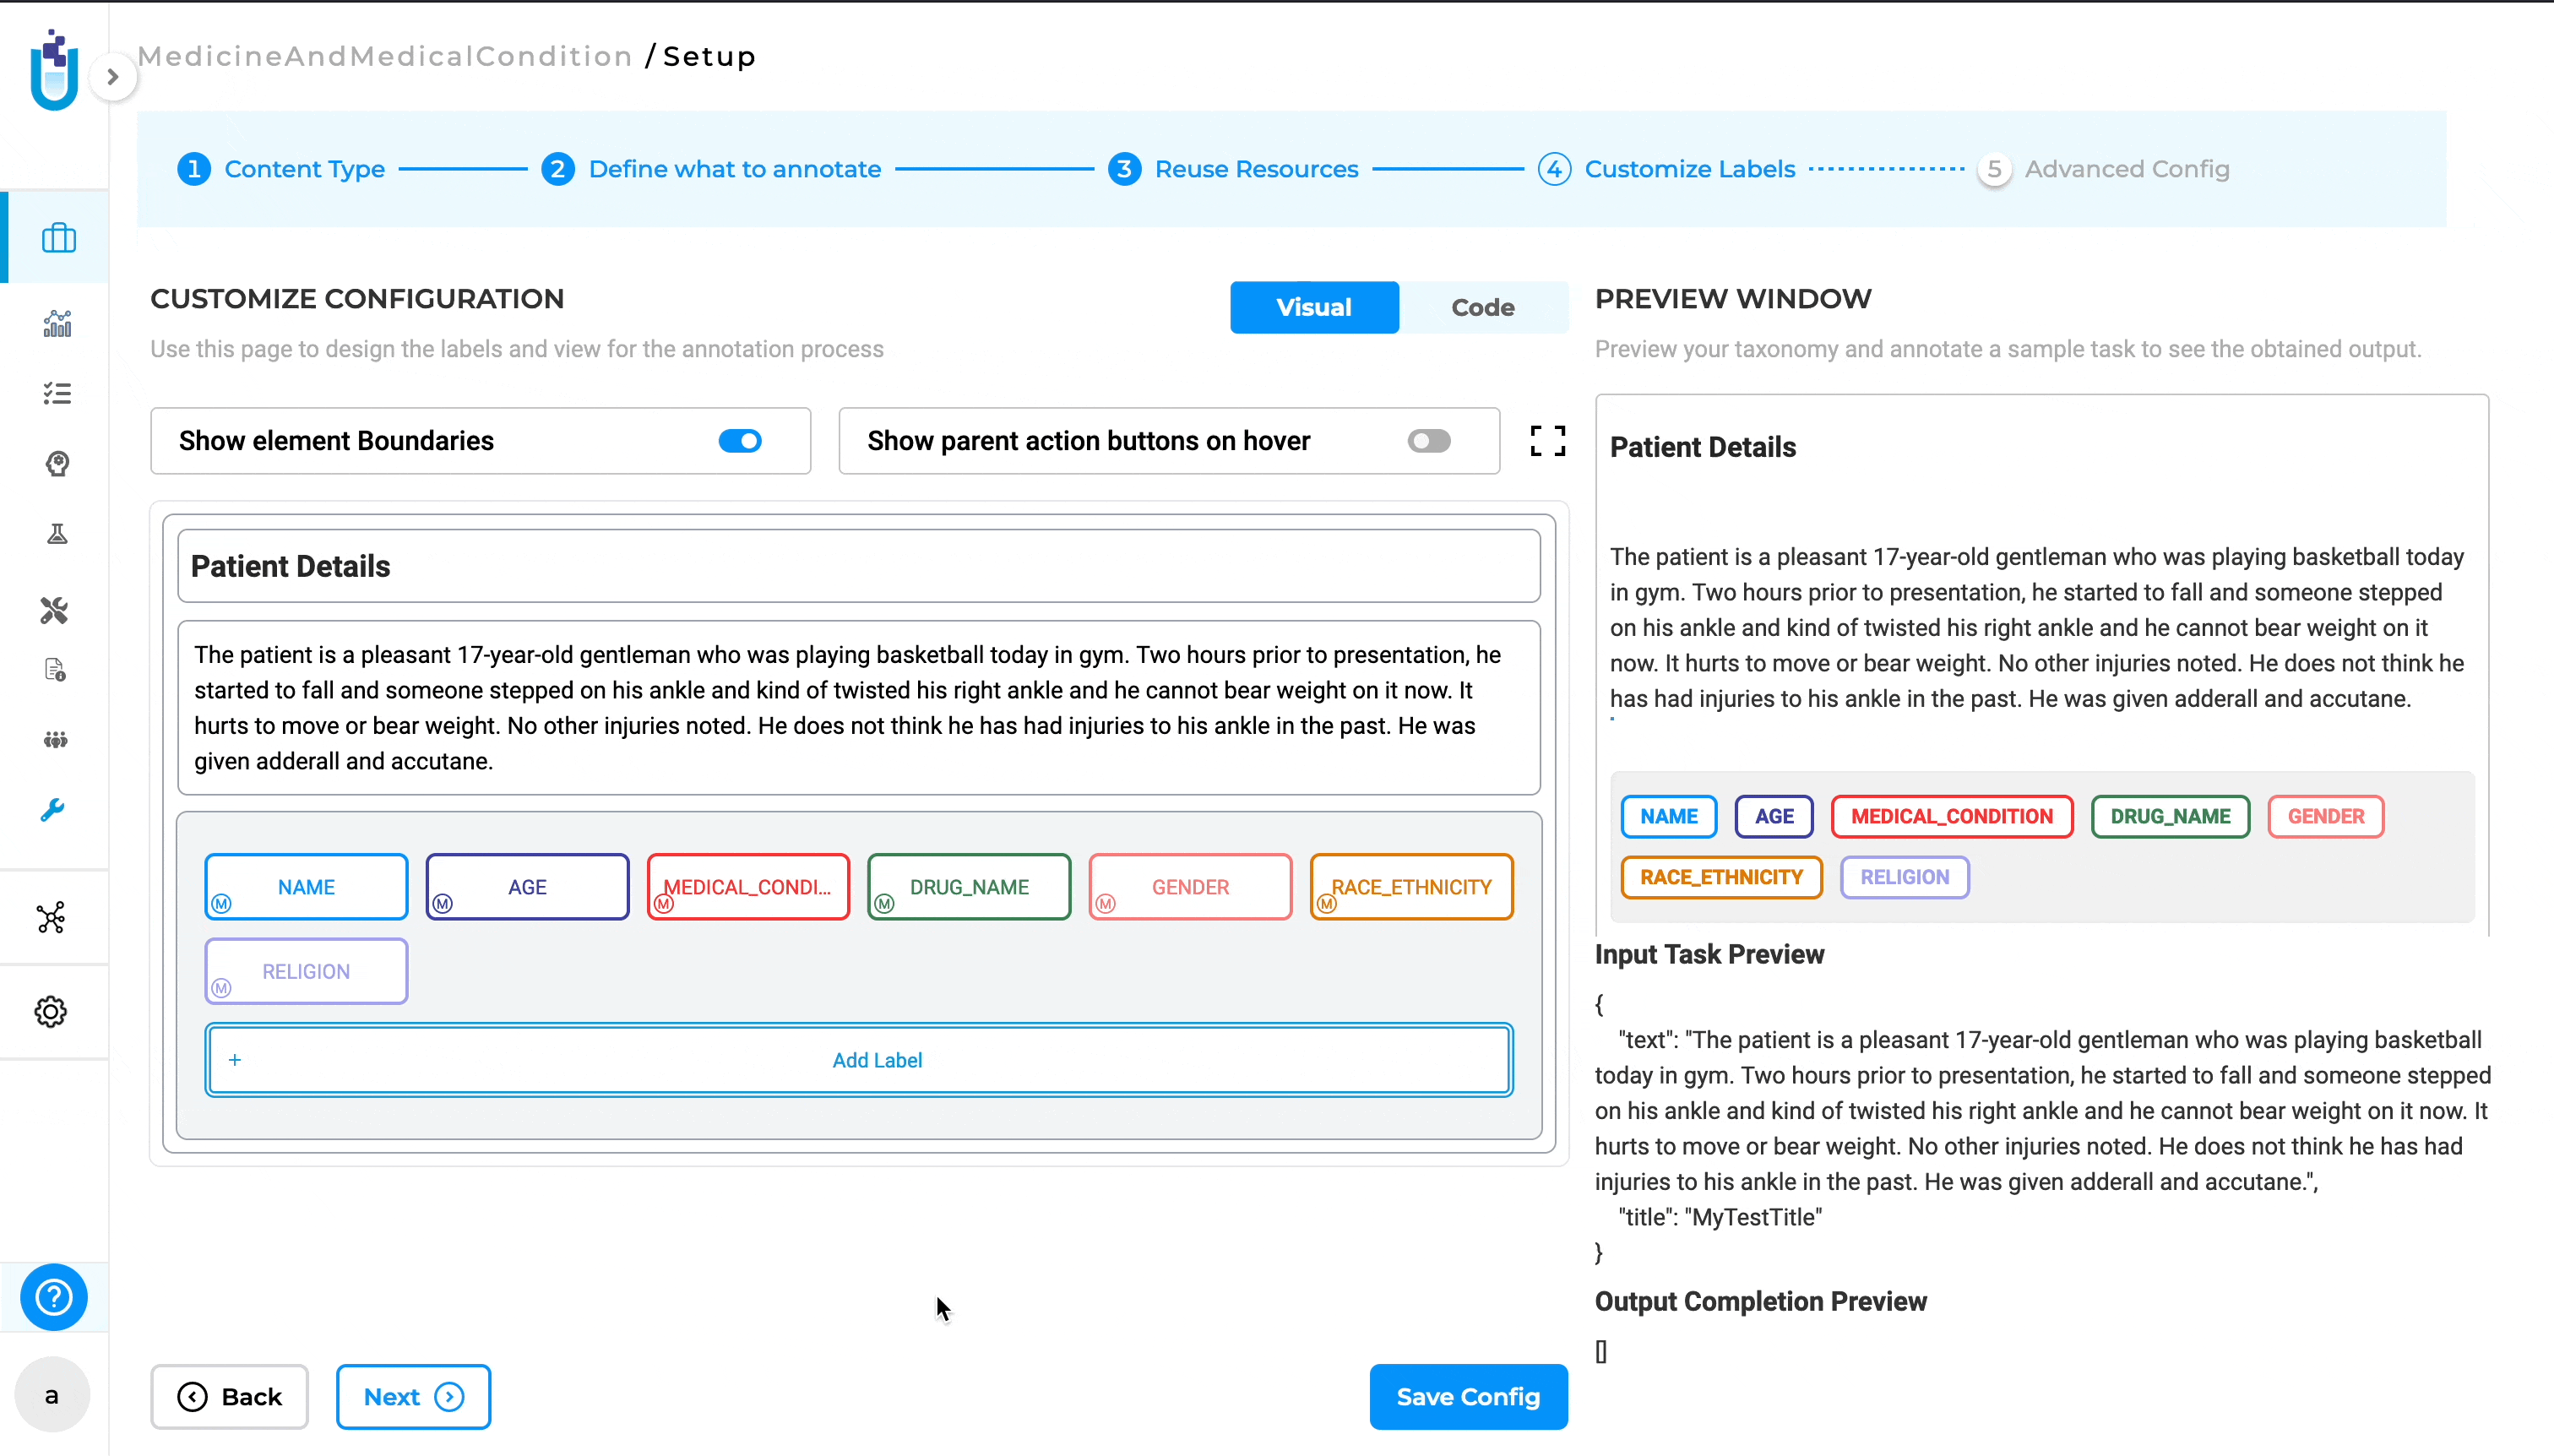 MedicineAndMedicalCondition / Setup
1 Content Type 2 Define what to annotate 3 Reuse Resources 4 Customize Labels 5 Advanced Config
CUSTOMIZE CONFIGURATION
Visual Code
Use this page to design the labels and view for the annotation process
Show element Boundaries
Show parent action buttons on hover
Patient Details
The patient is a pleasant 17-year-old gentleman who was playing basketball today in gym. Two hours prior to presentation, he
started to fall and someone stepped on his ankle and kind of twisted his right ankle and he cannot bear weight on it now. It
hurts to move or bear weight. No other injuries noted. He does not think he has had injuries to his ankle in the past. He was
given adderall and accutane.
NAME AGE MEDICAL_CONDI... DRUG_NAME GENDER RACE_ETHNICITY
M M M M M M
RELIGION
M
+ Add Label
Back Next Save Config
PREVIEW WINDOW
Preview your taxonomy and annotate a sample task to see the obtained output.
Patient Details
The patient is a pleasant 17-year-old gentleman who was playing basketball today
in gym. Two hours prior to presentation, he started to fall and someone stepped
on his ankle and kind of twisted his right ankle and he cannot bear weight on it
now. It hurts to move or bear weight. No other injuries noted. He does not think he
has had injuries to his ankle in the past. He was given adderall and accutane.
NAME AGE MEDICAL_CONDITION DRUG_NAME GENDER
RACE_ETHNICITY RELIGION
Input Task Preview
{
"text": "The patient is a pleasant 17-year-old gentleman who was playing basketball
today in gym. Two hours prior to presentation, he started to fall and someone stepped
on his ankle and kind of twisted his right ankle and he cannot bear weight on it now. It
hurts to move or bear weight. No other injuries noted. He does not think he has had
injuries to his ankle in the past. He was given adderall and accutane.",
"title": "MyTestTitle"
}
Output Completion Preview
[]
?
a